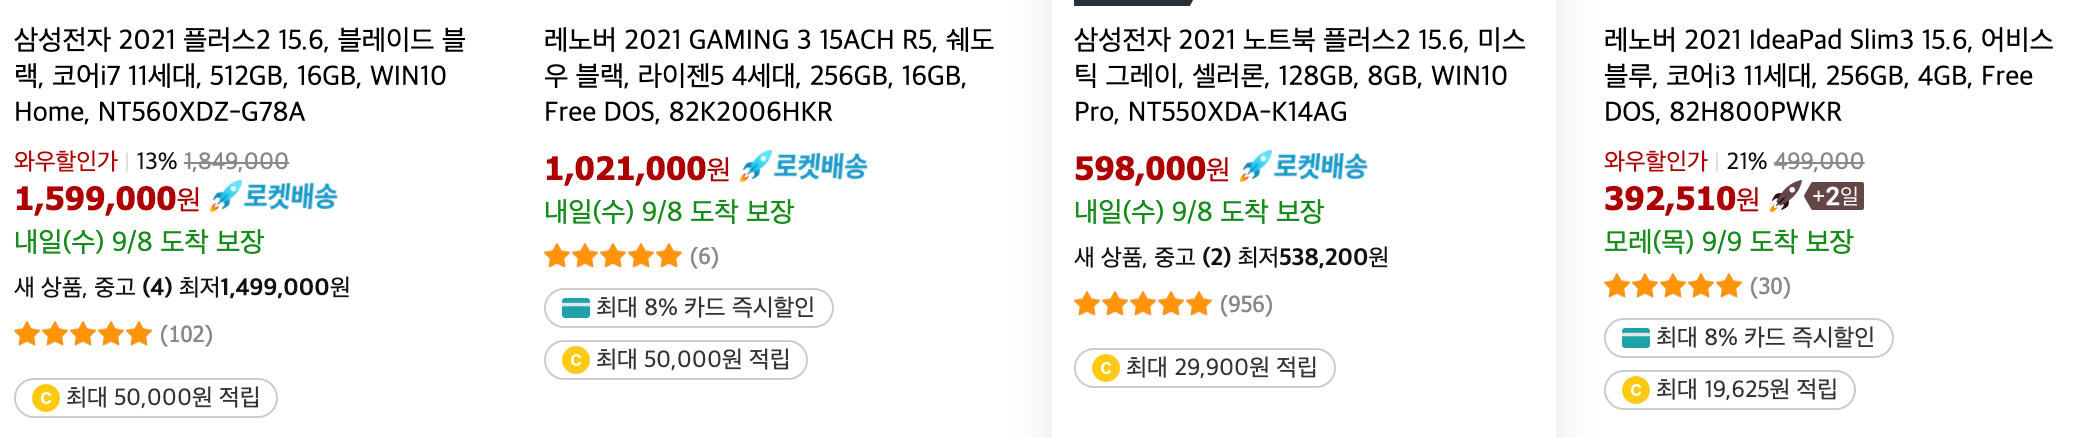 삼성전자 2021 플러스2 15.6, 블레이드 블
랙, 코어i7 11세대, 512GB, 16GB, WIN10
Home, NT560XDZ-G78A
와우할인가 13% 1,849,000
1,599,000원 로켓배송
내일(수) 9/8 도착 보장
새 상품, 중고 (4) 최저1,499,000원
(102)
C 최대 50,000원 적립
레노버 2021 GAMING 3 15ACH R5, 쉐도
우 블랙, 라이젠5 4세대, 256GB, 16GB,
Free DOS, 82K2006HKR
1,021,000원 로켓배송
내일(수) 9/8 도착 보장
(6)
최대 8% 카드 즉시할인
C 최대 50,000원 적립
삼성전자 2021 노트북 플러스2 15.6, 미스
틱 그레이, 셀러론, 128GB, 8GB, WIN10
Pro, NT550XDA-K14AG
598,000원 로켓배송
내일(수) 9/8 도착 보장
새 상품, 중고 (2) 최저538,200원
(956)
C 최대 29,900원 적립
레노버 2021 IdeaPad Slim3 15.6, 어비스
블루, 코어i3 11세대, 256GB, 4GB, Free
DOS, 82H800PWKR
와우할인가 21% 499,000
392,510원 +2일
모레(목) 9/9 도착 보장
(30)
최대 8% 카드 즉시할인
C 최대 19,625원 적립